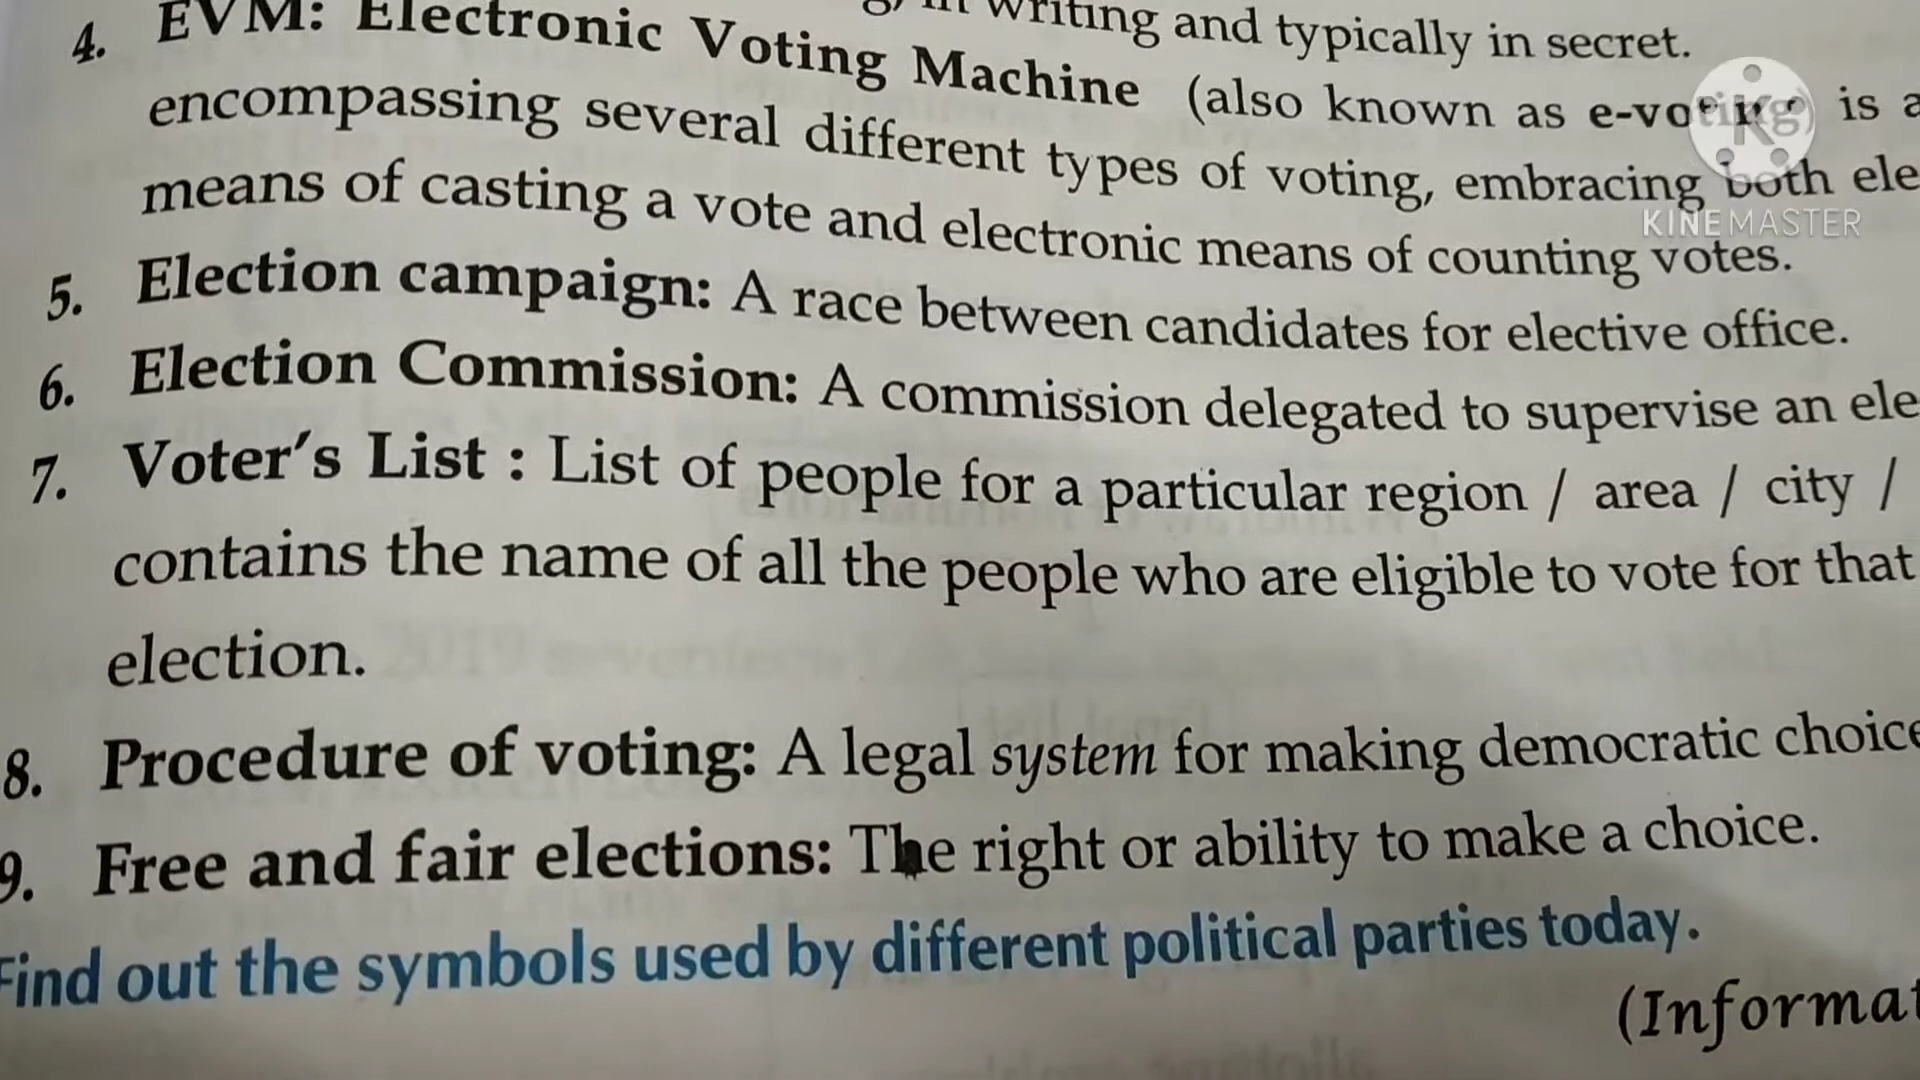 in writing and typically in secret.
4. EVM: Electronic Voting Machine (also known as e-voting) is
encompassing several different types of voting, embracing both
means of casting a vote and electronic means of counting votes.
5. Election campaign: A race between candidates for elective office.
6. Election Commission: A commission delegated to supervise an
7. Voter's List : List of people for a particular region / area / city /
contains the name of all the people who are eligible to vote for that
election.
8. Procedure of voting: A legal system for making democratic
9. Free and fair elections: The right or ability to make a choice.
Find out the symbols used by different political parties today.
KINEMASTER